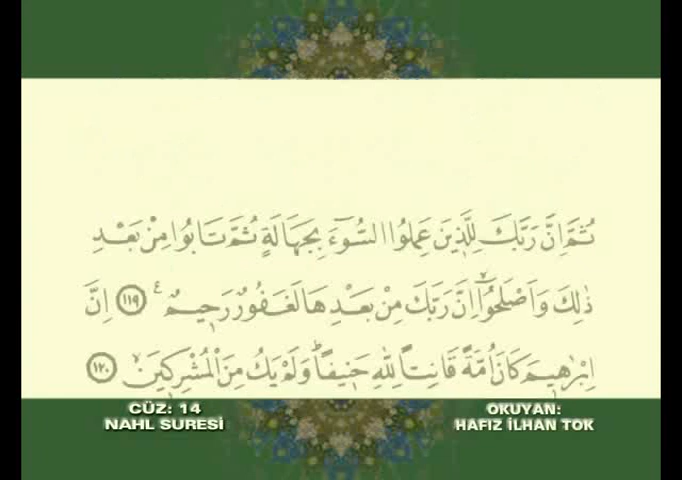 ثُمَّ اِنَّ رَبَّكَ لِلَّذِينَ عَمِلُوا السُّوٓءَ بِجَهَالَةٍ ثُمَّ تَابُوا مِنْ بَعْدِ
ذٰلِكَ وَاَصْلَحُٓوا اِنَّ رَبَّكَ مِنْ بَعْدِهَا لَغَفُورٌ رَحِيمٌ ﴿١١٩﴾ اِنَّ
اِبْرٰهِيمَ كَانَ اُمَّةً قَانِتًا لِلّٰهِ حَنِيفًاۜ وَلَمْ يَكُ مِنَ الْمُشْرِكِينَۙ ﴿١٢٠﴾
CÜZ: 14
NAHL SURESİ
OKUYAN:
HAFIZ İLHAN TOK